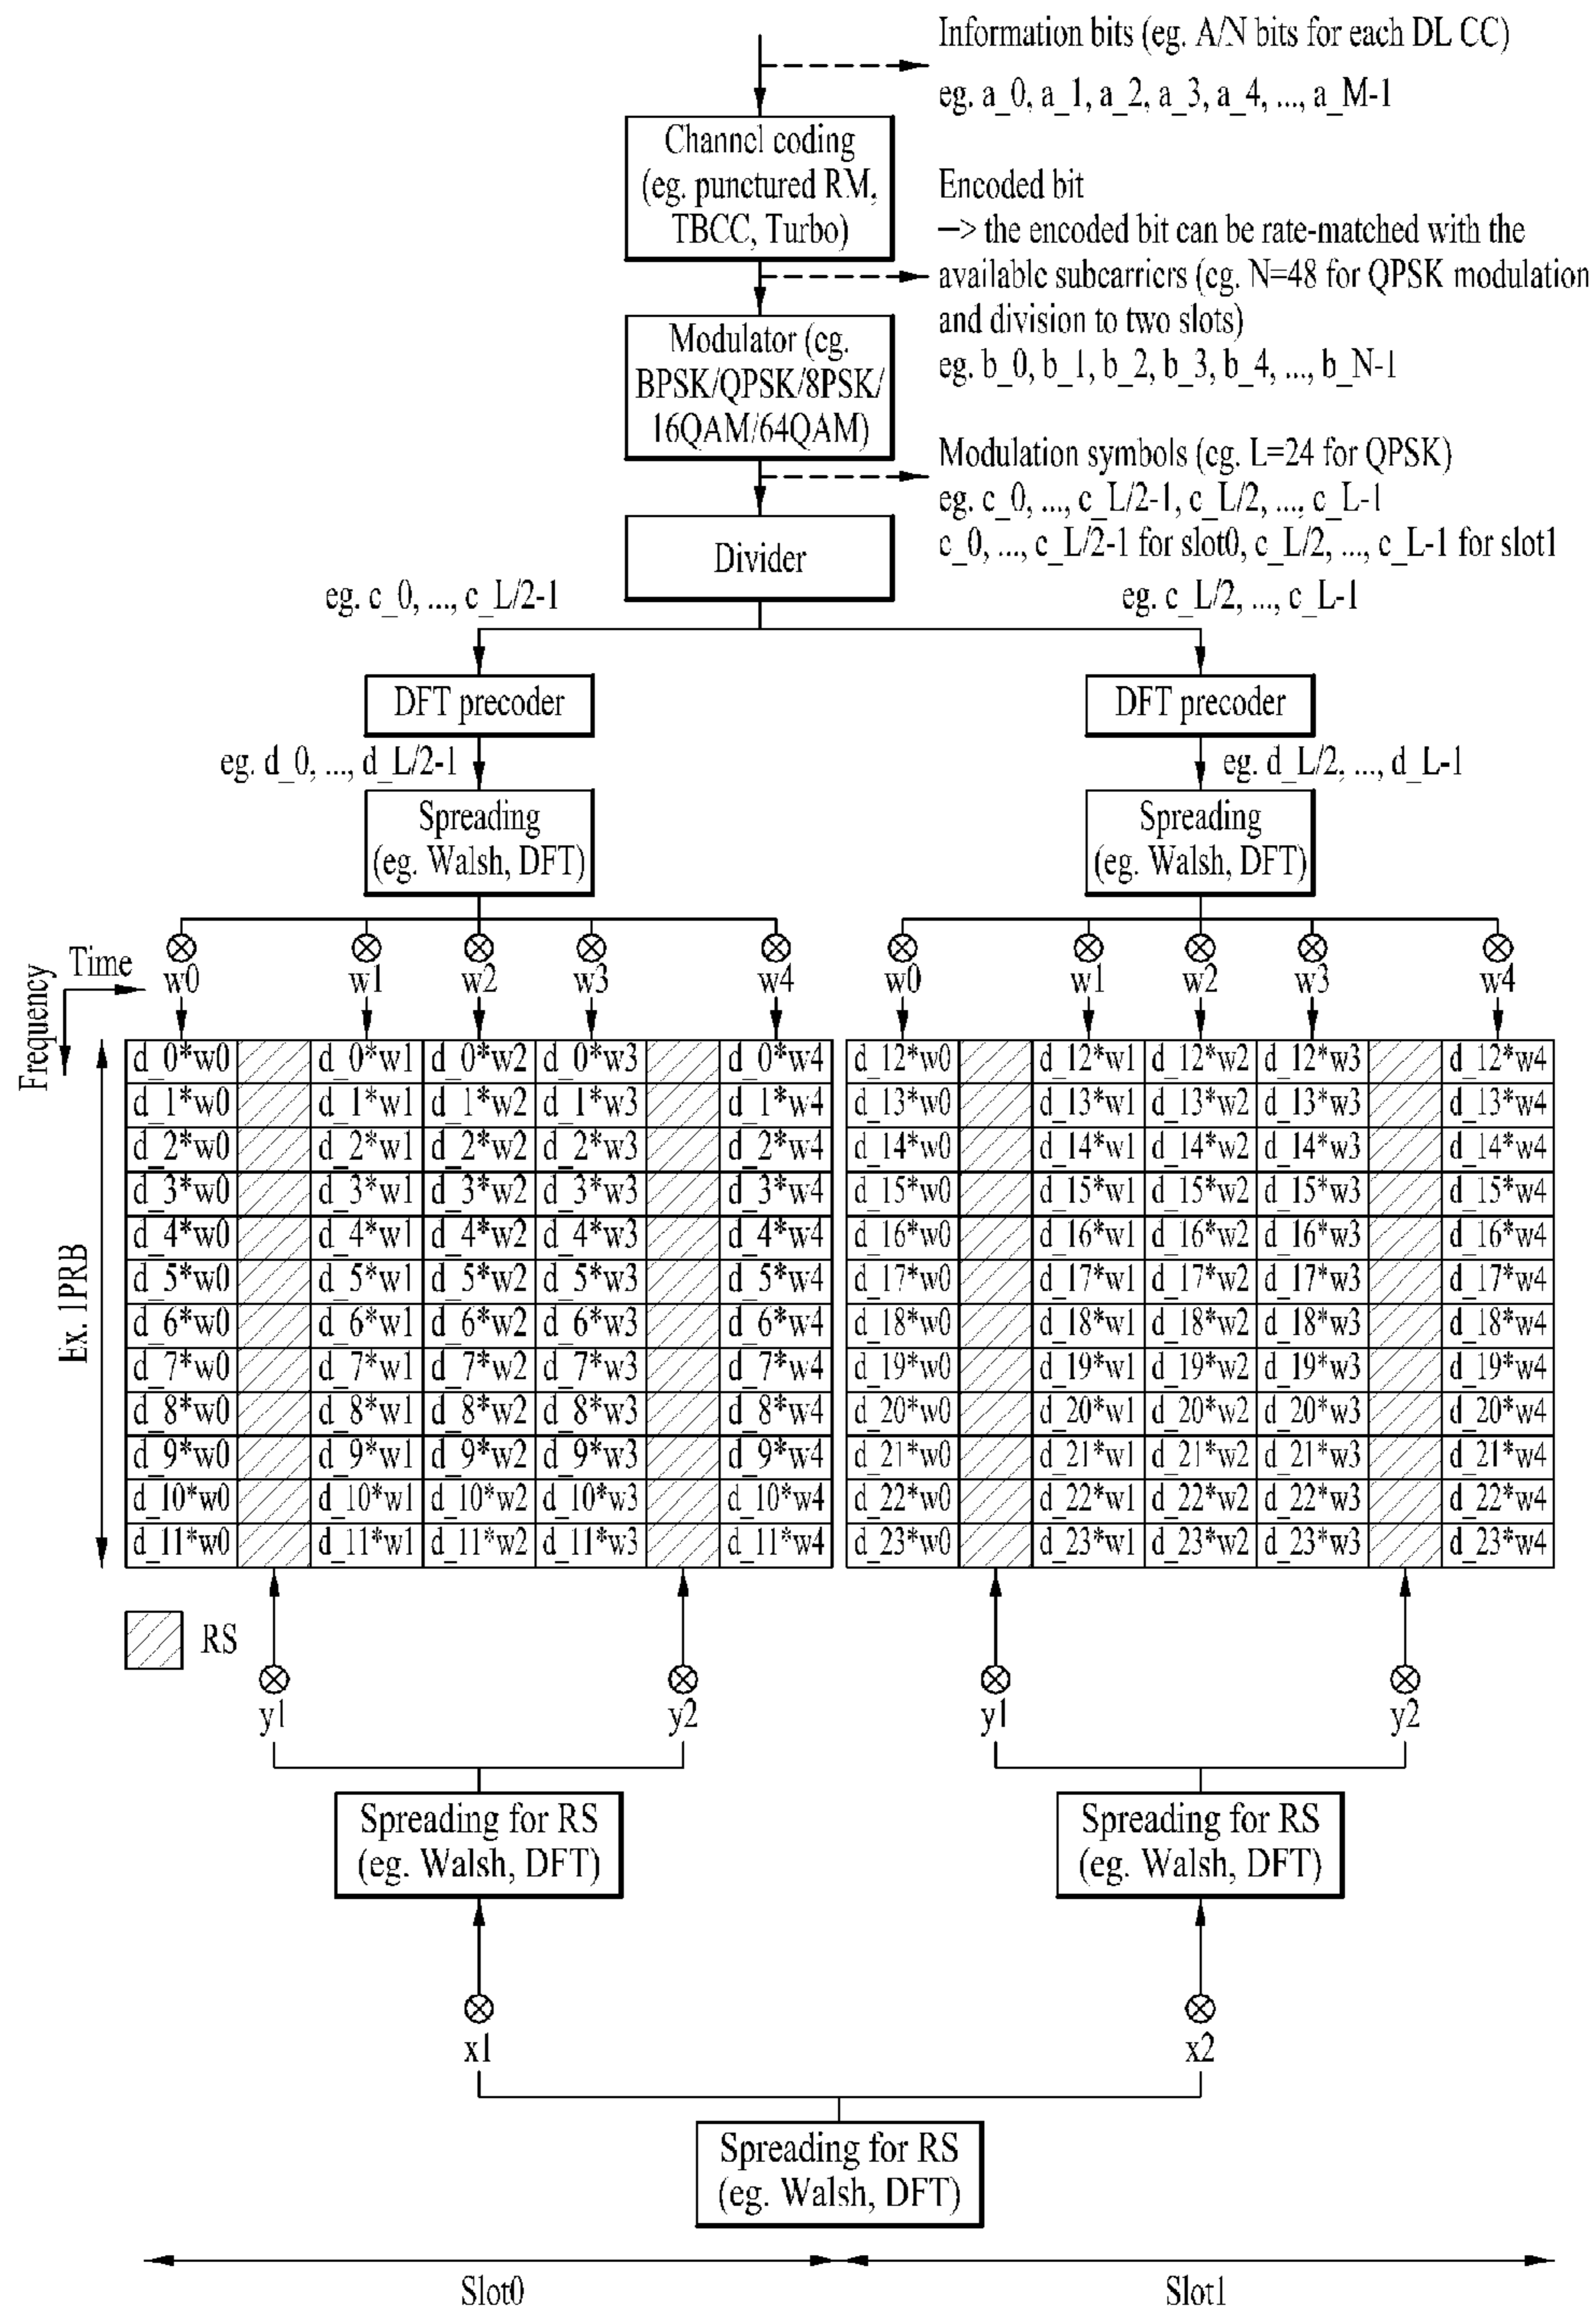 Information bits (eg. A/N bits for each DL CC)
eg. a_0, a_1, a_2, a_3, a_4, ..., a_M-1
Channel coding
(eg. punctured RM,
TBCC, Turbo)
Encoded bit
—> the encoded bit can be rate-matched with the
available subcarriers (eg. N=48 for QPSK modulation
and division to two slots)
eg. b_0, b_1, b_2, b_3, b_4, ..., b_N-1
Modulator (eg.
BPSK/QPSK/8PSK/
16QAM/64QAM)
Modulation symbols (eg. L=24 for QPSK)
eg. c_0, ..., c_L/2-1, c_L/2, ..., c_L-1
c_0, ..., c_L/2-1 for slot0, c_L/2, ..., c_L-1 for slot1
Divider
eg. c_0, ..., c_L/2-1
eg. c_L/2, ..., c_L-1
DFT precoder
DFT precoder
eg. d_0, ..., d_L/2-1
eg. d_L/2, ..., d_L-1
Spreading
(eg. Walsh, DFT)
Spreading
(eg. Walsh, DFT)
Time
Frequency
w0 w1 w2 w3 w4 w0 w1 w2 w3 w4
Ex. 1PRB
d_0*w0 d_0*w1 d_0*w2 d_0*w3 d_0*w4 d_12*w0 d_12*w1 d_12*w2 d_12*w3 d_12*w4
d_1*w0 d_1*w1 d_1*w2 d_1*w3 d_1*w4 d_13*w0 d_13*w1 d_13*w2 d_13*w3 d_13*w4
d_2*w0 d_2*w1 d_2*w2 d_2*w3 d_2*w4 d_14*w0 d_14*w1 d_14*w2 d_14*w3 d_14*w4
d_3*w0 d_3*w1 d_3*w2 d_3*w3 d_3*w4 d_15*w0 d_15*w1 d_15*w2 d_15*w3 d_15*w4
d_4*w0 d_4*w1 d_4*w2 d_4*w3 d_4*w4 d_16*w0 d_16*w1 d_16*w2 d_16*w3 d_16*w4
d_5*w0 d_5*w1 d_5*w2 d_5*w3 d_5*w4 d_17*w0 d_17*w1 d_17*w2 d_17*w3 d_17*w4
d_6*w0 d_6*w1 d_6*w2 d_6*w3 d_6*w4 d_18*w0 d_18*w1 d_18*w2 d_18*w3 d_18*w4
d_7*w0 d_7*w1 d_7*w2 d_7*w3 d_7*w4 d_19*w0 d_19*w1 d_19*w2 d_19*w3 d_19*w4
d_8*w0 d_8*w1 d_8*w2 d_8*w3 d_8*w4 d_20*w0 d_20*w1 d_20*w2 d_20*w3 d_20*w4
d_9*w0 d_9*w1 d_9*w2 d_9*w3 d_9*w4 d_21*w0 d_21*w1 d_21*w2 d_21*w3 d_21*w4
d_10*w0 d_10*w1 d_10*w2 d_10*w3 d_10*w4 d_22*w0 d_22*w1 d_22*w2 d_22*w3 d_22*w4
d_11*w0 d_11*w1 d_11*w2 d_11*w3 d_11*w4 d_23*w0 d_23*w1 d_23*w2 d_23*w3 d_23*w4
RS
y1 y2 y1 y2
Spreading for RS
(eg. Walsh, DFT)
Spreading for RS
(eg. Walsh, DFT)
x1 x2
Spreading for RS
(eg. Walsh, DFT)
Slot0 Slot1